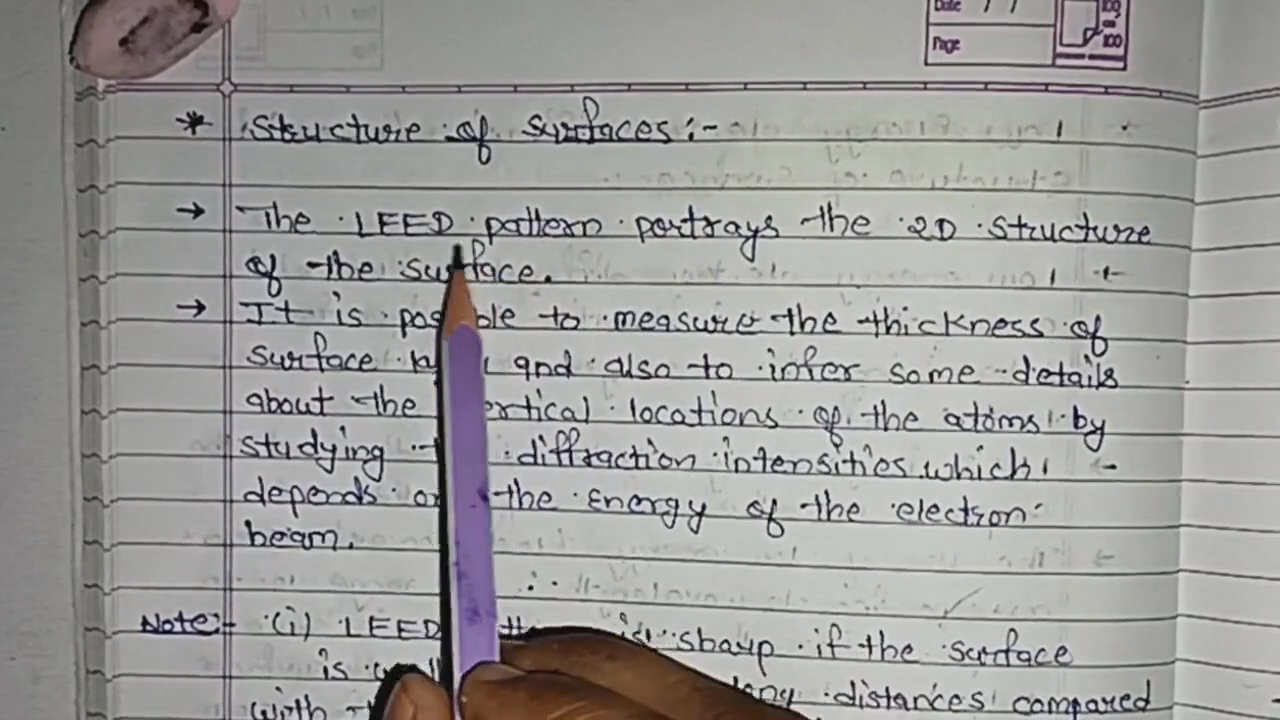 Date / /
Page
100
100
* Structure of surfaces :-
→ The LEED pattern portrays the 2D structure
of the surface.
→ It is possible to measure the thickness of
surface and also to infer some details
about the vertical locations of the atoms by
studying diffraction intensities which
depends on the Energy of the electron
beam.
Note:- (i) LEED is sharp if the surface
is
with distances compared